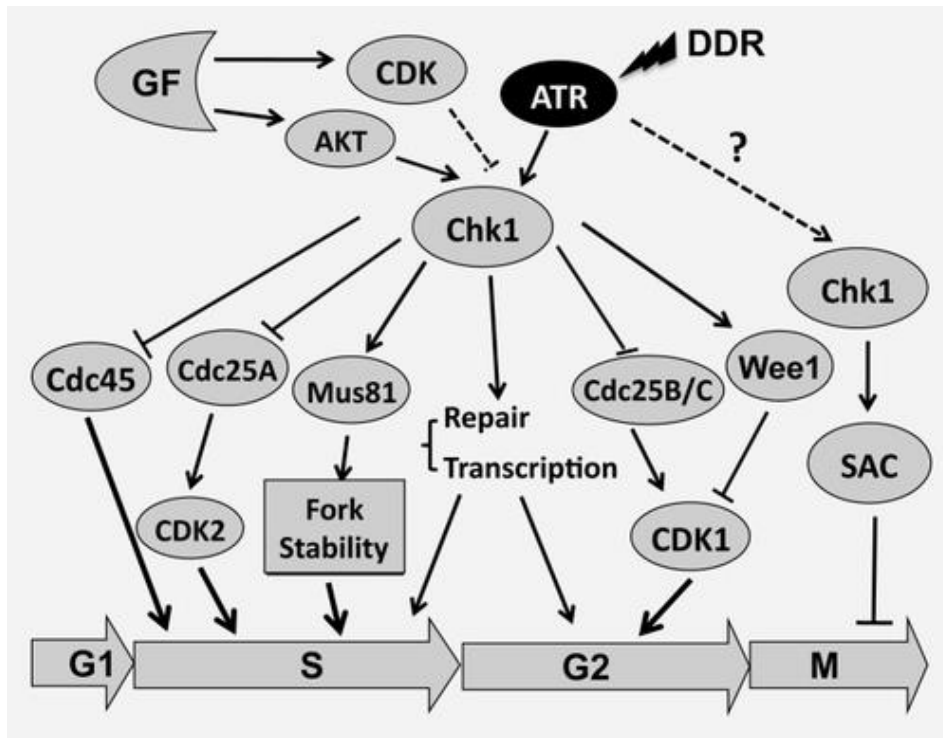 DDR
GF
CDK
ATR
AKT
?
Chk1
Chk1
Cdc45
Cdc25A
Mus81
Cdc25B/C
Wee1
Repair
Transcription
SAC
CDK2
Fork
Stability
CDK1
G1
S
G2
M